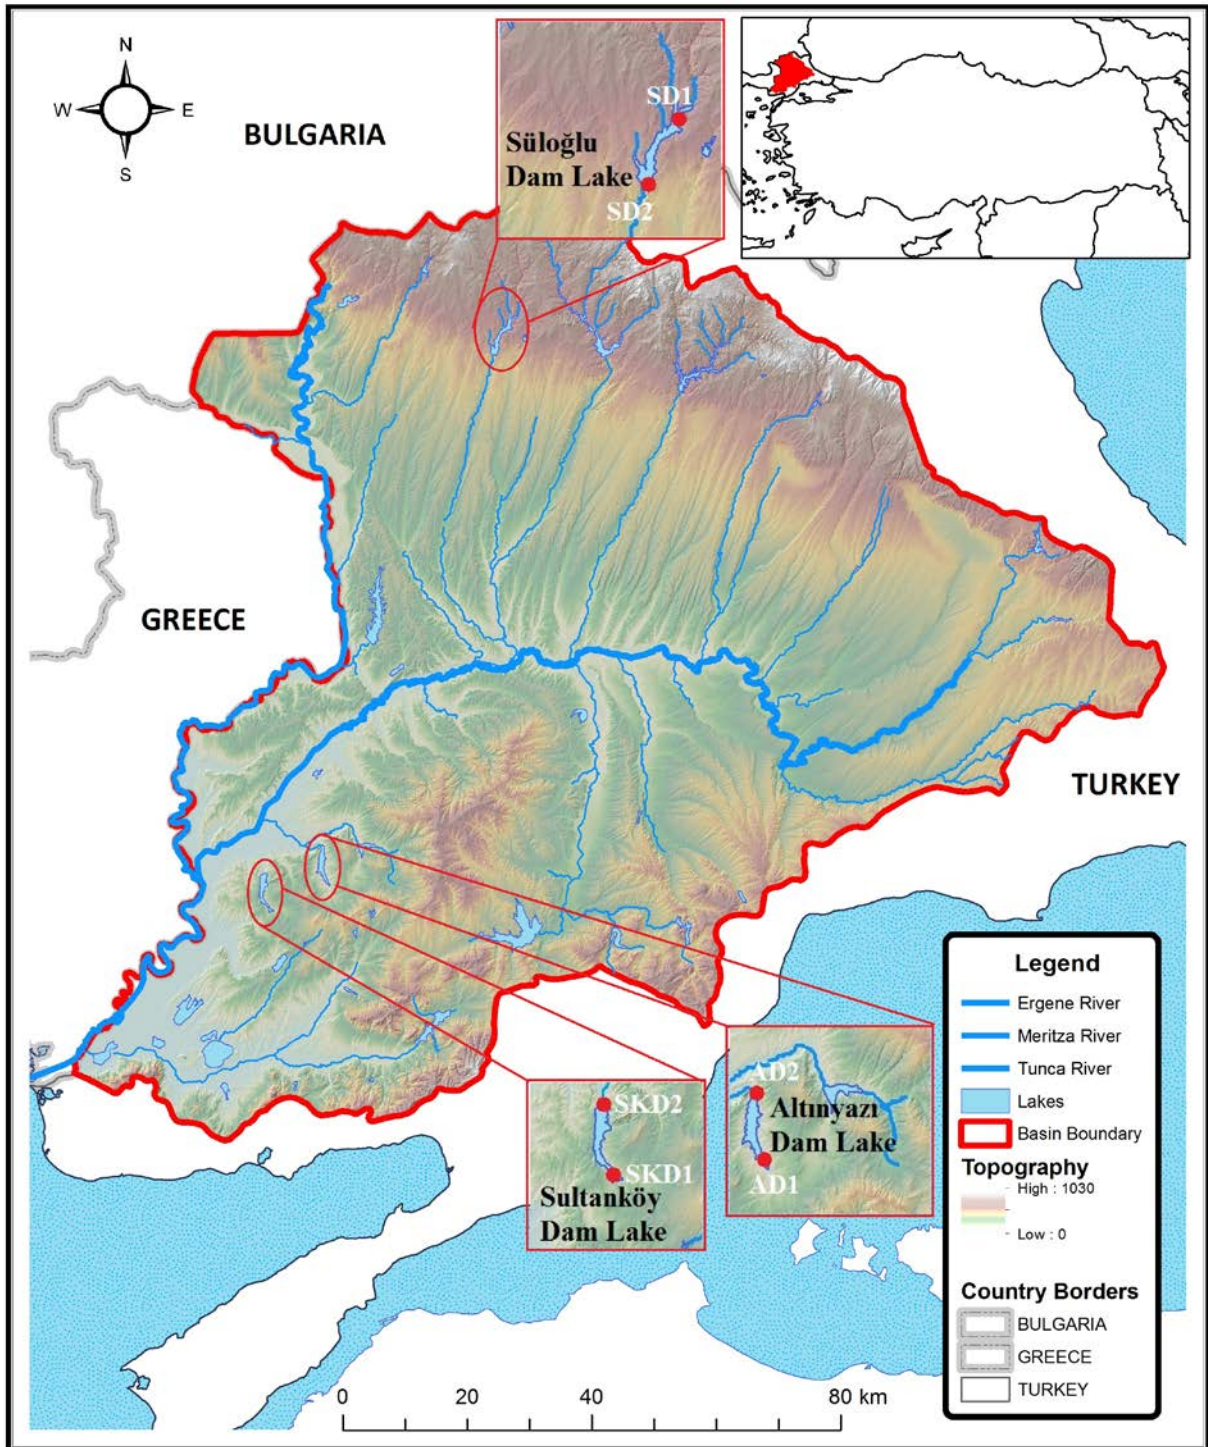 N
W
E
S
BULGARIA
SD1
Süloğlu
Dam Lake
SD2
GREECE
TURKEY
AD2
Altınyazı
Dam Lake
AD1
SKD2
SKD1
Sultanköy
Dam Lake
Legend
Ergene River
Meritza River
Tunca River
Lakes
Basin Boundary
Topography
High : 1030
Low : 0
Country Borders
BULGARIA
GREECE
TURKEY
0 20 40 80 km